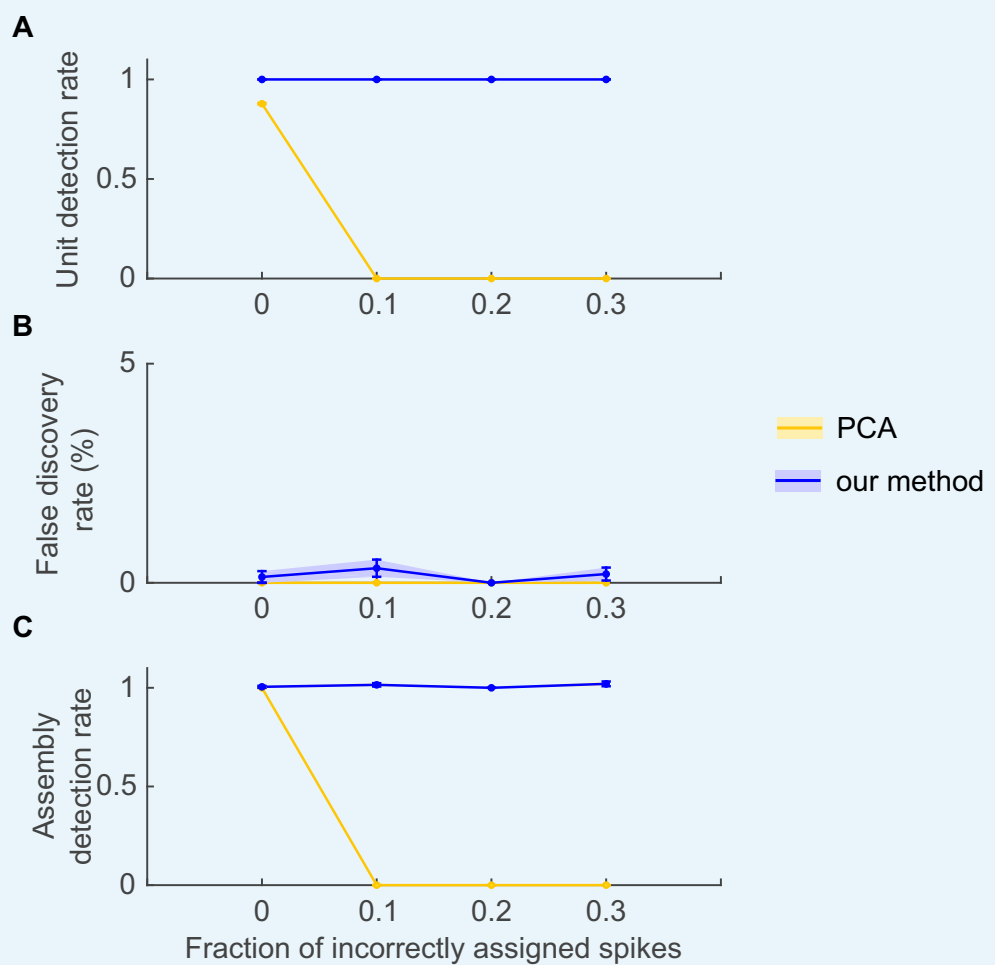 A
Unit detection rate
1
0.5
0
0 0.1 0.2 0.3
B
False discovery
rate (%)
5
0
0 0.1 0.2 0.3
PCA
our method
C
Assembly
detection rate
1
0.5
0
0 0.1 0.2 0.3
Fraction of incorrectly assigned spikes